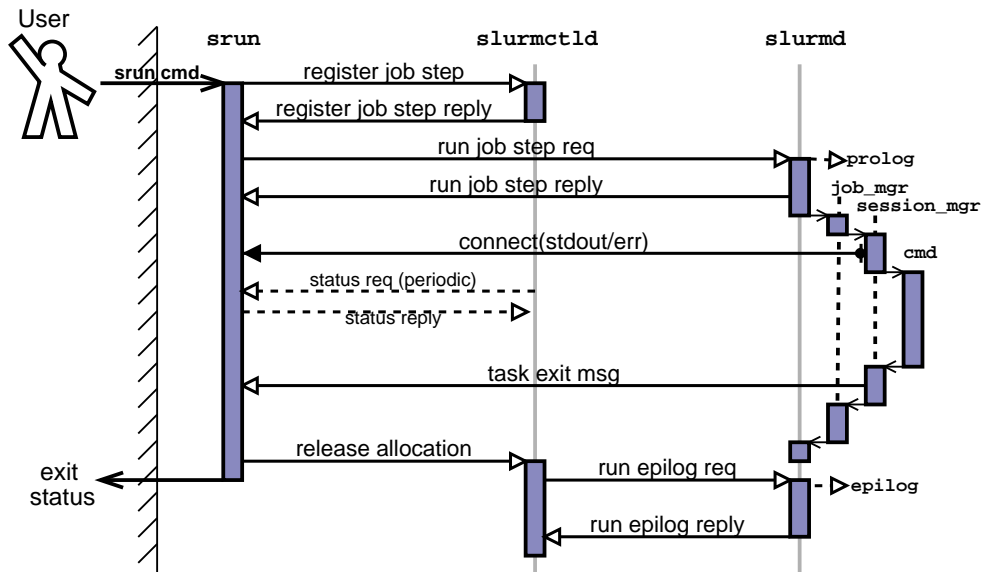 User
srun
slurmctld
slurmd
srun cmd
register job step
register job step reply
run job step req
prolog
run job step reply
job_mgr
session_mgr
connect(stdout/err)
cmd
status req (periodic)
status reply
task exit msg
release allocation
run epilog req
exit
status
epilog
run epilog reply